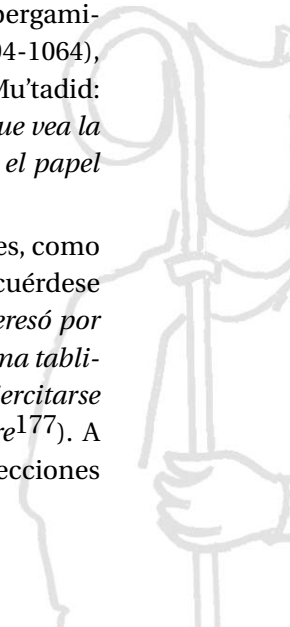 pergami-
04-1064),
Mu'tadid:
que vea la
el papel
es, como
cuérdese
eresó por
ma tabli-
ercitarse
re177). A
ecciones